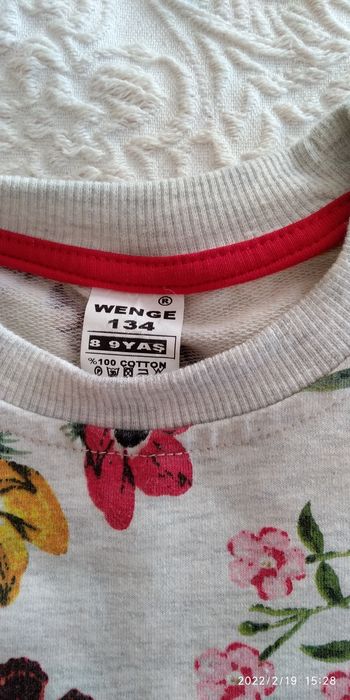 ®
WENGE
134
8 9YAŞ
%100 COTTON
2022/2/19 15:28